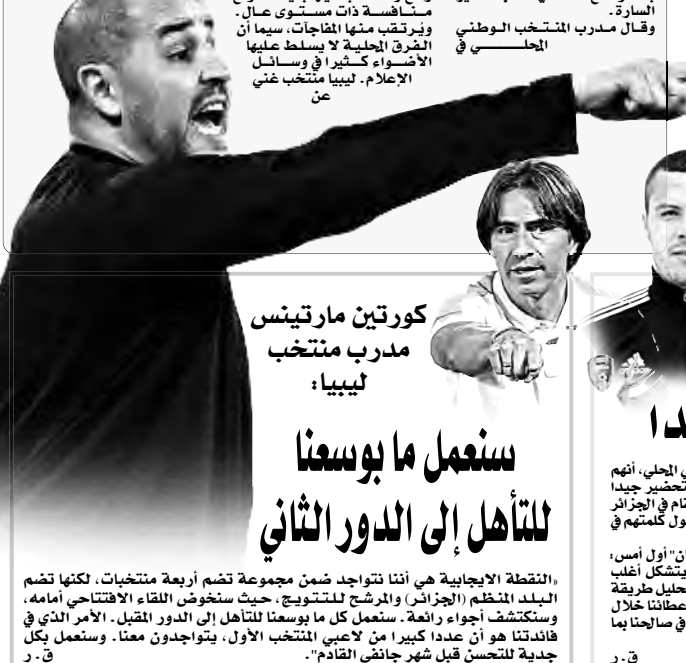 السارة.
وقال مدرب المنتخب الوطني
المحلي في
منافسة ذات مستوى عال.
ويرتقب منها المفاجآت، سيما أن
الفرق المحلية لا يسلط عليها
الأضواء كثيرا في وسائل
الإعلام. ليبيا منتخب غني
عن
كورتين مارتينس
مدرب منتخب
ليبيا:
سنعمل ما بوسعنا
للتأهل إلى الدور الثاني
«النقطة الايجابية هي أننا نتواجد ضمن مجموعة تضم أربعة منتخبات، لكنها تضم
البلد المنظم (الجزائر) والمرشح للتتويج، حيث سنخوض اللقاء الافتتاحي أمامه،
وسنكتشف أجواء رائعة. سنعمل كل ما بوسعنا للتأهل إلى الدور المقبل. الأمر الذي في
فائدتنا هو أن عددا كبيرا من لاعبي المنتخب الأول، يتواجدون معنا. وسنعمل بكل
جدية للتحسن قبل شهر جانفي القادم".
ق. ر
ي المحلي، أنهم
تحضير جيدا
نام في الجزائر
ول كلمتهم في
ن" أول أمس:
يتشكل أغلب
تحليل طريقة
عطائنا خلال
في صالحنا بما
ق. ر